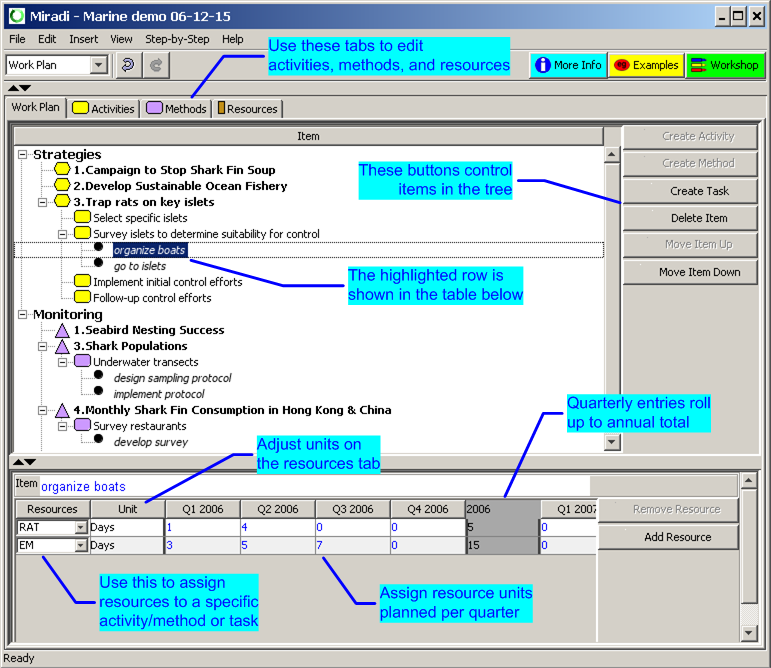 Miradi - Marine demo 06-12-15
File Edit Insert View Step-by-Step Help
Use these tabs to edit
activities, methods, and resources
Work Plan
More Info Examples Workshop
Work Plan Activities Methods Resources
Item
Strategies
1.Campaign to Stop Shark Fin Soup
2.Develop Sustainable Ocean Fishery
3.Trap rats on key islets
Select specific islets
Survey islets to determine suitability for control
organize boats
go to islets
Implement initial control efforts
Follow-up control efforts
Monitoring
1.Seabird Nesting Success
3.Shark Populations
Underwater transects
design sampling protocol
implement protocol
4.Monthly Shark Fin Consumption in Hong Kong & China
Survey restaurants
develop survey
These buttons control
items in the tree
The highlighted row is
shown in the table below
Create Activity
Create Method
Create Task
Delete Item
Move Item Up
Move Item Down
Quarterly entries roll
up to annual total
Adjust units on
the resources tab
Item organize boats
Resources Unit Q1 2006 Q2 2006 Q3 2006 Q4 2006 2006 Q1 2007
RAT Days 1 4 0 0 5 0
EM Days 3 5 7 0 15 0
Remove Resource
Add Resource
Use this to assign
resources to a specific
activity/method or task
Assign resource units
planned per quarter
Ready